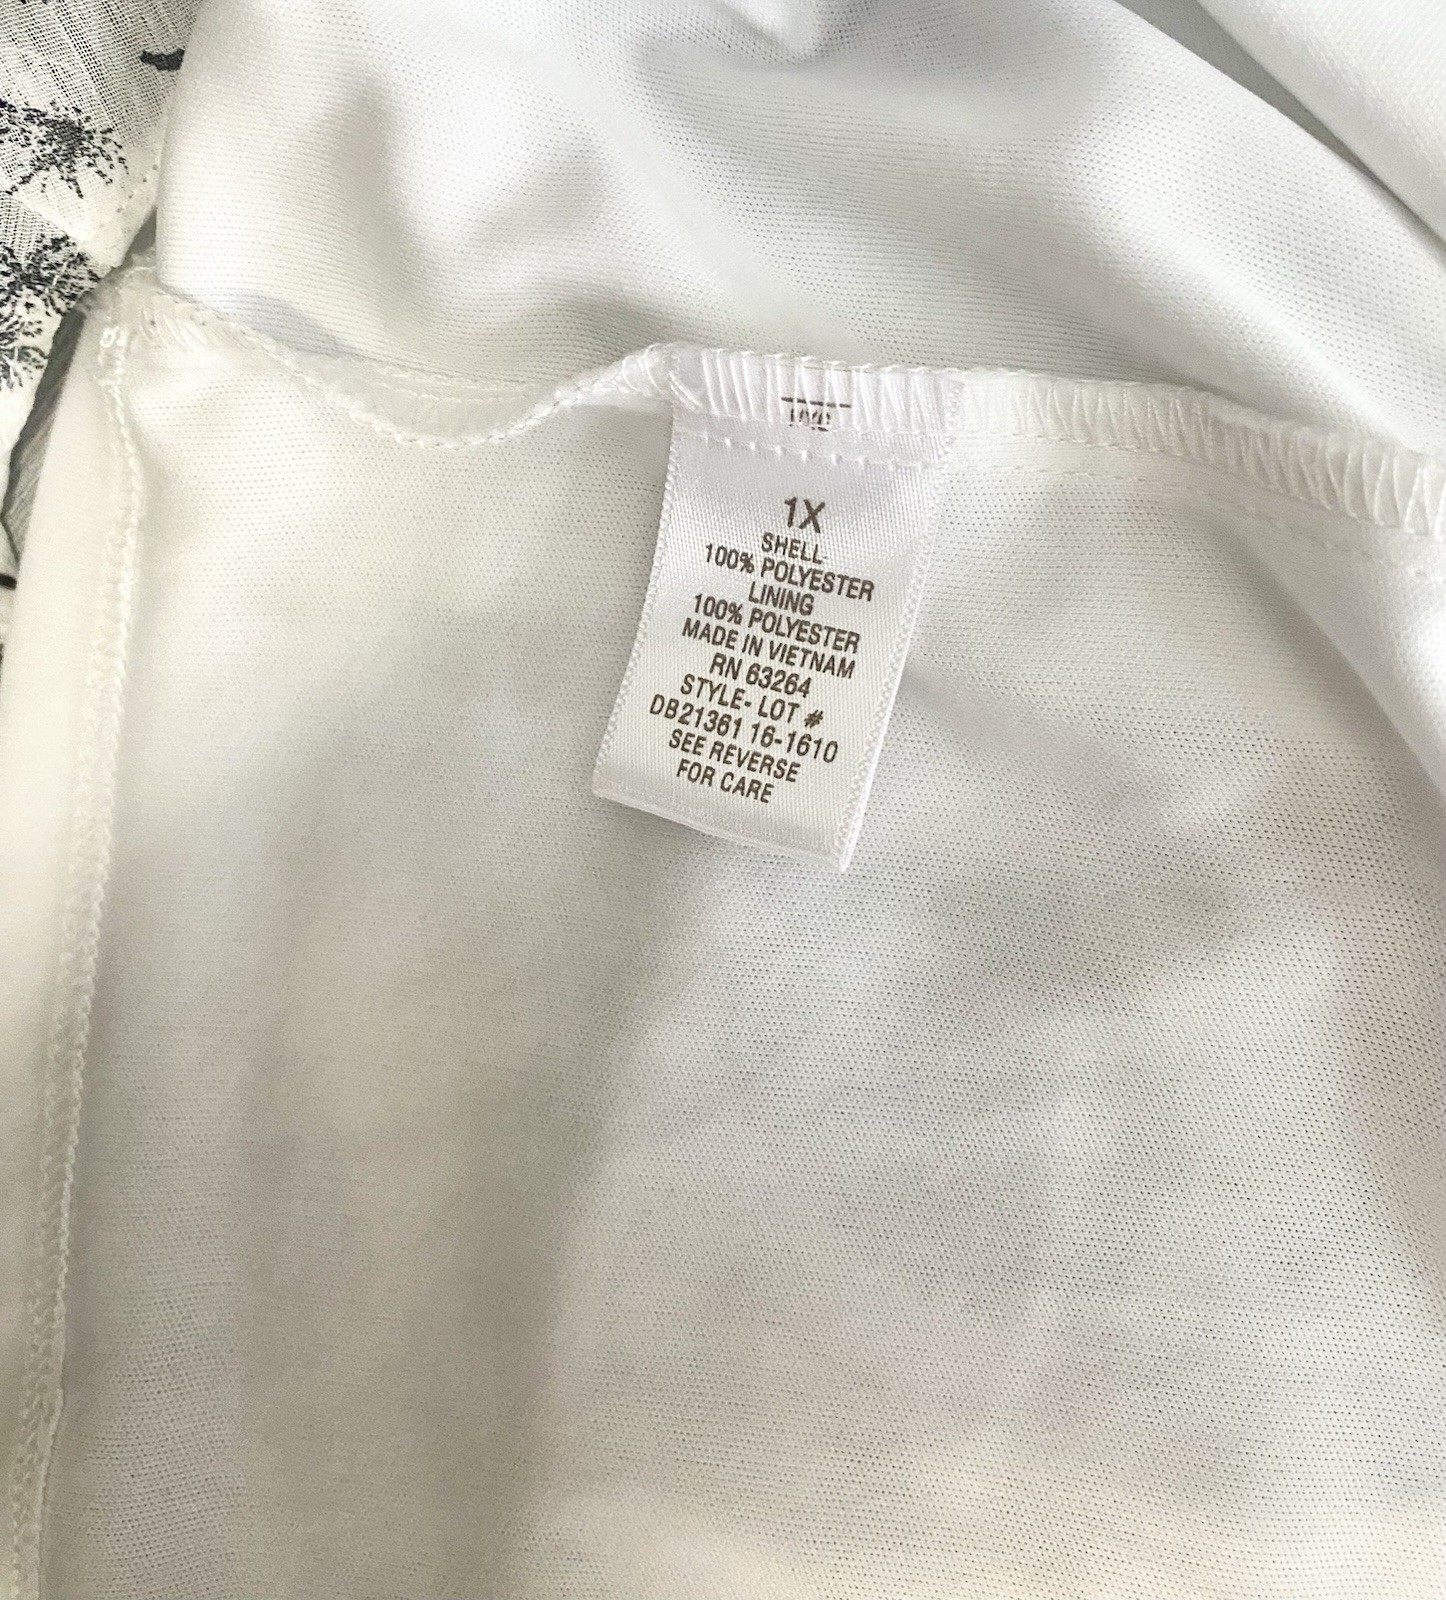 NYC
1X
SHELL
100% POLYESTER
LINING
100% POLYESTER
MADE IN VIETNAM
RN 63264
STYLE- LOT #
DB21361 16-1610
SEE REVERSE
FOR CARE